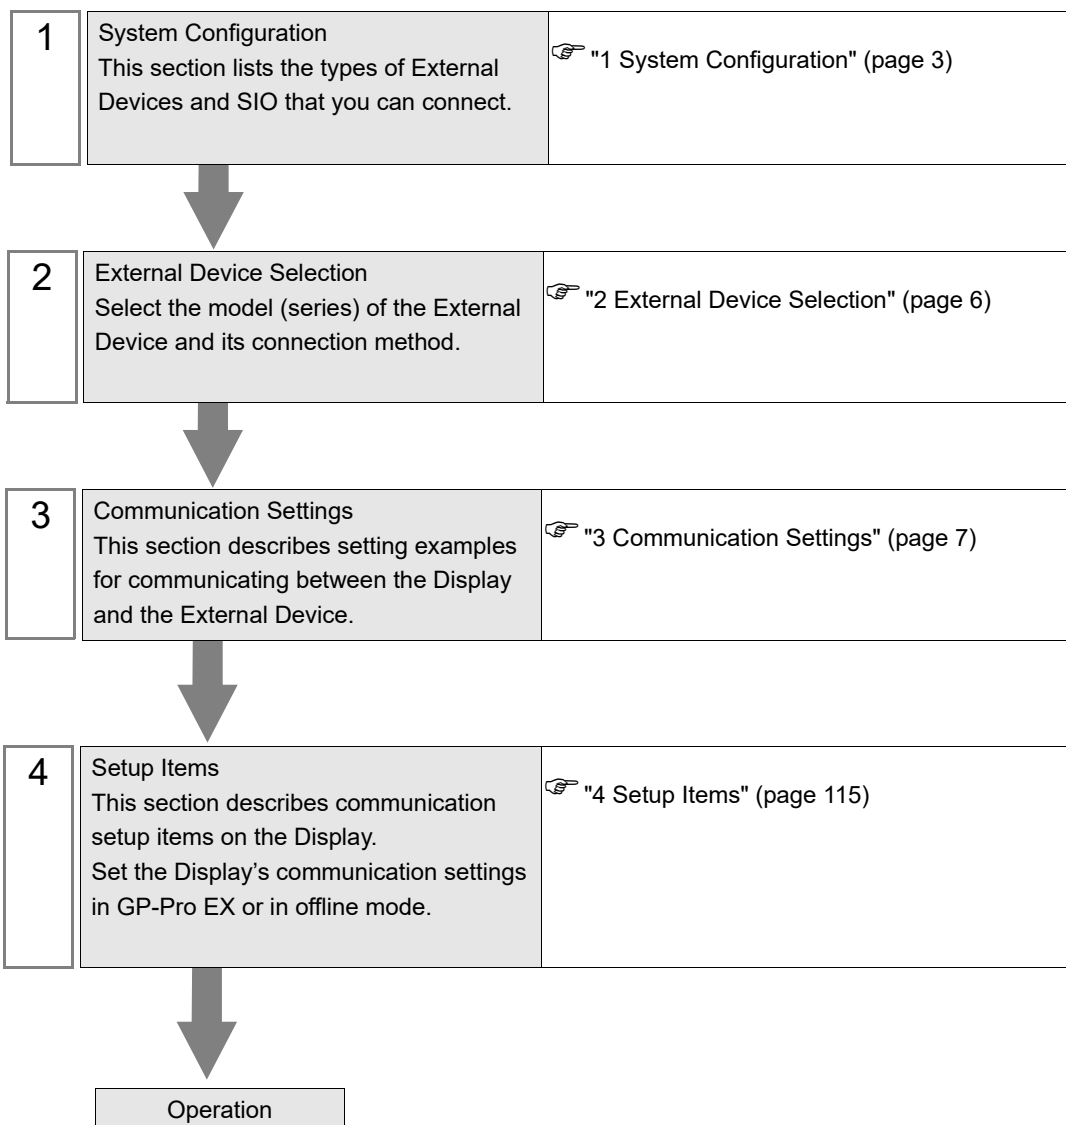 1
System Configuration
This section lists the types of External
Devices and SIO that you can connect.
"1 System Configuration" (page 3)
2
External Device Selection
Select the model (series) of the External
Device and its connection method.
"2 External Device Selection" (page 6)
3
Communication Settings
This section describes setting examples
for communicating between the Display
and the External Device.
"3 Communication Settings" (page 7)
4
Setup Items
This section describes communication
setup items on the Display.
Set the Display’s communication settings
in GP-Pro EX or in offline mode.
"4 Setup Items" (page 115)
Operation